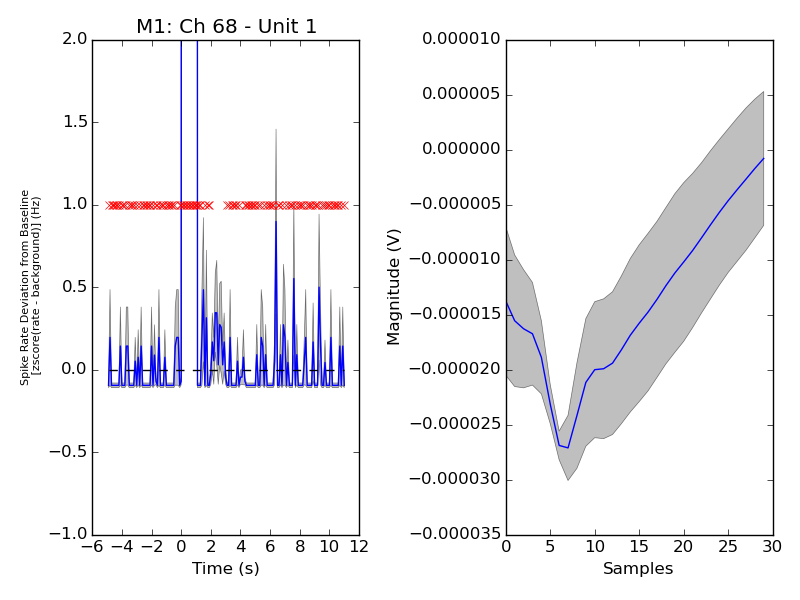 M1: Ch 68 - Unit 1
2.0
1.5
1.0
0.5
0.0
−0.5
−1.0
Spike Rate Deviation from Baseline
[zscore(rate - background)] (Hz)
−6 −4 −2 0 2 4 6 8 10 12
Time (s)
0.000010
0.000005
0.000000
−0.000005
−0.000010
−0.000015
−0.000020
−0.000025
−0.000030
−0.000035
Magnitude (V)
0 5 10 15 20 25 30
Samples